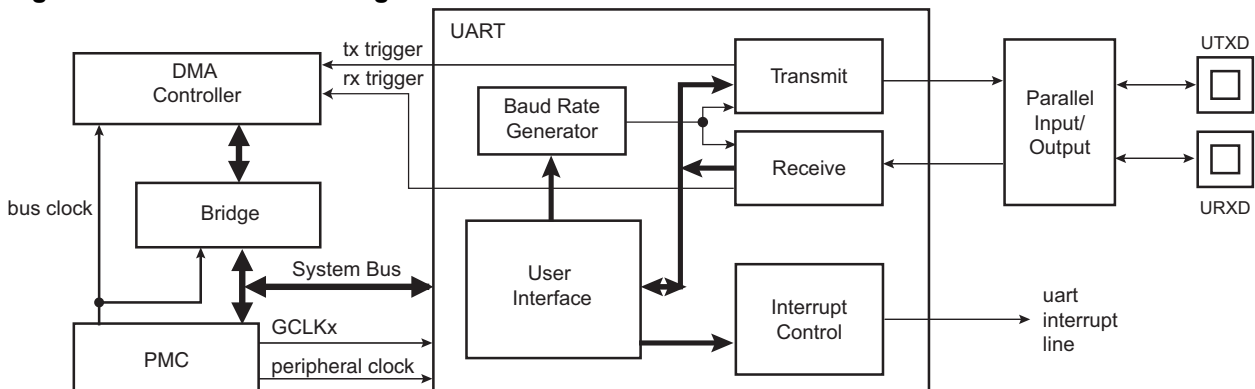 UART
tx trigger
rx trigger
DMA
Controller
Transmit
UTXD
Baud Rate
Generator
Parallel
Input/
Output
Receive
bus clock
Bridge
URXD
System Bus
User
Interface
Interrupt
Control
uart
interrupt
line
GCLKx
PMC
peripheral clock